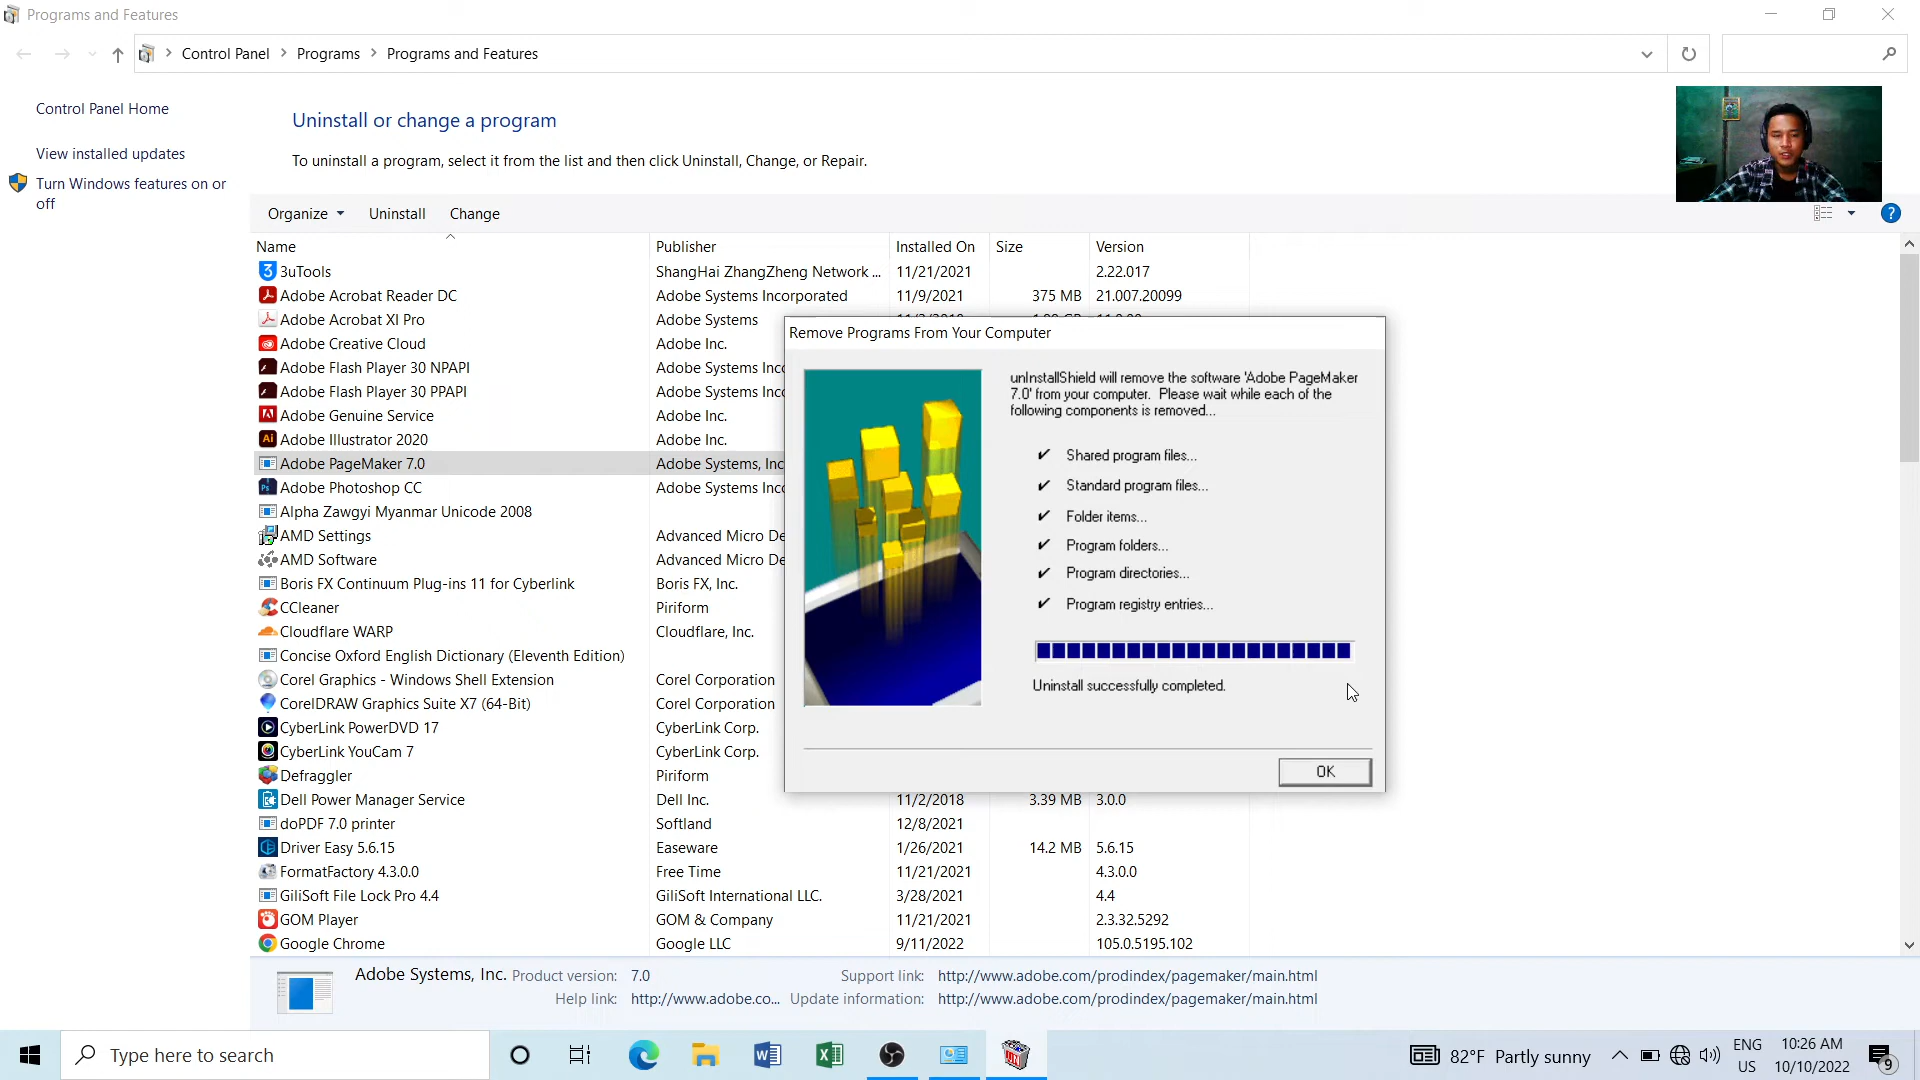 Programs and Features
Control Panel > Programs > Programs and Features
Control Panel Home
View installed updates
Turn Windows features on or
off
Uninstall or change a program
To uninstall a program, select it from the list and then click Uninstall, Change, or Repair.
Organize Uninstall Change
Name Publisher Installed On Size Version
3uTools ShangHai ZhangZheng Network ... 11/21/2021 2.22.017
Adobe Acrobat Reader DC Adobe Systems Incorporated 11/9/2021 375 MB 21.007.20099
Adobe Acrobat XI Pro Adobe Systems
Adobe Creative Cloud Adobe Inc.
Adobe Flash Player 30 NPAPI Adobe Systems Inc
Adobe Flash Player 30 PPAPI Adobe Systems Inc
Adobe Genuine Service Adobe Inc.
Adobe Illustrator 2020 Adobe Inc.
Adobe PageMaker 7.0 Adobe Systems, Inc
Adobe Photoshop CC Adobe Systems Inc
Alpha Zawgyi Myanmar Unicode 2008
AMD Settings Advanced Micro De
AMD Software Advanced Micro De
Boris FX Continuum Plug-ins 11 for Cyberlink Boris FX, Inc.
CCleaner Piriform
Cloudflare WARP Cloudflare, Inc.
Concise Oxford English Dictionary (Eleventh Edition)
Corel Graphics - Windows Shell Extension Corel Corporation
CorelDRAW Graphics Suite X7 (64-Bit) Corel Corporation
CyberLink PowerDVD 17 CyberLink Corp.
CyberLink YouCam 7 CyberLink Corp.
Defraggler Piriform
Dell Power Manager Service Dell Inc. 11/2/2018 3.39 MB 3.0.0
doPDF 7.0 printer Softland 12/8/2021
Driver Easy 5.6.15 Easeware 1/26/2021 14.2 MB 5.6.15
FormatFactory 4.3.0.0 Free Time 11/21/2021 4.3.0.0
GiliSoft File Lock Pro 4.4 GiliSoft International LLC. 3/28/2021 4.4
GOM Player GOM & Company 11/21/2021 2.3.32.5292
Google Chrome Google LLC 9/11/2022 105.0.5195.102
Remove Programs From Your Computer
unInstallShield will remove the software 'Adobe PageMaker
7.0' from your computer. Please wait while each of the
following components is removed...
Shared program files...
Standard program files...
Folder items...
Program folders...
Program directories...
Program registry entries...
Uninstall successfully completed.
OK
Adobe Systems, Inc. Product version: 7.0 Support link: http://www.adobe.com/prodindex/pagemaker/main.html
Help link: http://www.adobe.co... Update information: http://www.adobe.com/prodindex/pagemaker/main.html
Type here to search
82°F Partly sunny
ENG
US
10:26 AM
10/10/2022
9